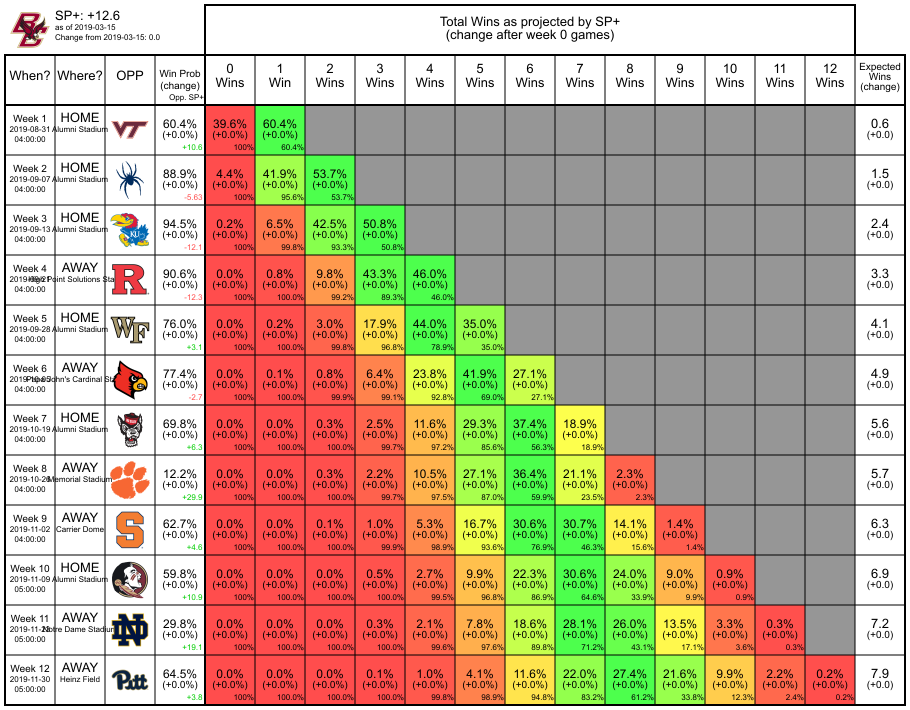 SP+: +12.6
as of 2019-03-15
Change from 2019-03-15: 0.0
Total Wins as projected by SP+
(change after week 0 games)
When? Where? OPP Win Prob (change) Opp. SP+ 0 Wins 1 Win 2 Wins 3 Wins 4 Wins 5 Wins 6 Wins 7 Wins 8 Wins 9 Wins 10 Wins 11 Wins 12 Wins Expected Wins (change)
Week 1 HOME 60.4% 39.6% 60.4% 0.6
2019-08-31 Alumni Stadium VT (+0.0%) (+0.0%) (+0.0%) (+0.0)
04:00:00 +10.6 100% 60.4%
Week 2 HOME 88.9% 4.4% 41.9% 53.7% 1.5
2019-09-07 Alumni Stadium (+0.0%) (+0.0%) (+0.0%) (+0.0%) (+0.0)
04:00:00 -5.63 100% 95.6% 53.7%
Week 3 HOME 94.5% 0.2% 6.5% 42.5% 50.8% 2.4
2019-09-13 Alumni Stadium KU (+0.0%) (+0.0%) (+0.0%) (+0.0%) (+0.0%) (+0.0)
04:00:00 -12.1 100% 99.8% 93.3% 50.8%
Week 4 AWAY 90.6% 0.0% 0.8% 9.8% 43.3% 46.0% 3.3
Point Solutions R (+0.0%) (+0.0%) (+0.0%) (+0.0%) (+0.0%) (+0.0%) (+0.0)
04:00:00 -12.3 100% 100.0% 99.2% 89.3% 46.0%
Week 5 HOME 76.0% 0.0% 0.2% 3.0% 17.9% 44.0% 35.0% 4.1
2019-09-28 Alumni Stadium WF (+0.0%) (+0.0%) (+0.0%) (+0.0%) (+0.0%) (+0.0%) (+0.0%) (+0.0)
04:00:00 +3.1 100% 100.0% 99.8% 96.8% 78.9% 35.0%
Week 6 AWAY 77.4% 0.0% 0.1% 0.8% 6.4% 23.8% 41.9% 27.1% 4.9
John's Cardinal (+0.0%) (+0.0%) (+0.0%) (+0.0%) (+0.0%) (+0.0%) (+0.0%) (+0.0%) (+0.0)
04:00:00 -2.7 100% 100.0% 99.9% 99.1% 92.8% 69.0% 27.1%
Week 7 HOME 69.8% 0.0% 0.0% 0.3% 2.5% 11.6% 29.3% 37.4% 18.9% 5.6
2019-10-19 Alumni Stadium (+0.0%) (+0.0%) (+0.0%) (+0.0%) (+0.0%) (+0.0%) (+0.0%) (+0.0%) (+0.0%) (+0.0)
04:00:00 +6.3 100% 100.0% 100.0% 99.7% 97.2% 85.6% 56.3% 18.9%
Week 8 AWAY 12.2% 0.0% 0.0% 0.3% 2.2% 10.5% 27.1% 36.4% 21.1% 2.3% 5.7
Memorial Stadium (+0.0%) (+0.0%) (+0.0%) (+0.0%) (+0.0%) (+0.0%) (+0.0%) (+0.0%) (+0.0%) (+0.0%) (+0.0)
04:00:00 +29.9 100% 100.0% 100.0% 99.7% 97.5% 87.0% 59.9% 23.5% 2.3%
Week 9 AWAY 62.7% 0.0% 0.0% 0.1% 1.0% 5.3% 16.7% 30.6% 30.7% 14.1% 1.4% 6.3
2019-11-02 Carrier Dome S (+0.0%) (+0.0%) (+0.0%) (+0.0%) (+0.0%) (+0.0%) (+0.0%) (+0.0%) (+0.0%) (+0.0%) (+0.0%) (+0.0)
04:00:00 +4.6 100% 100.0% 100.0% 99.9% 98.9% 93.6% 76.9% 46.3% 15.6% 1.4%
Week 10 HOME 59.8% 0.0% 0.0% 0.0% 0.5% 2.7% 9.9% 22.3% 30.6% 24.0% 9.0% 0.9% 6.9
2019-11-09 Alumni Stadium (+0.0%) (+0.0%) (+0.0%) (+0.0%) (+0.0%) (+0.0%) (+0.0%) (+0.0%) (+0.0%) (+0.0%) (+0.0%) (+0.0%) (+0.0)
05:00:00 +10.9 100% 100.0% 100.0% 100.0% 99.5% 96.8% 86.9% 64.6% 33.9% 9.9% 0.9%
Week 11 AWAY 29.8% 0.0% 0.0% 0.0% 0.3% 2.1% 7.8% 18.6% 28.1% 26.0% 13.5% 3.3% 0.3% 7.2
Notre Dame Stadium ND (+0.0%) (+0.0%) (+0.0%) (+0.0%) (+0.0%) (+0.0%) (+0.0%) (+0.0%) (+0.0%) (+0.0%) (+0.0%) (+0.0%) (+0.0%) (+0.0)
05:00:00 +19.1 100% 100.0% 100.0% 100.0% 99.6% 97.6% 89.8% 71.2% 43.1% 17.1% 3.6% 0.3%
Week 12 AWAY 64.5% 0.0% 0.0% 0.0% 0.1% 1.0% 4.1% 11.6% 22.0% 27.4% 21.6% 9.9% 2.2% 0.2% 7.9
2019-11-30 Heinz Field Pitt (+0.0%) (+0.0%) (+0.0%) (+0.0%) (+0.0%) (+0.0%) (+0.0%) (+0.0%) (+0.0%) (+0.0%) (+0.0%) (+0.0%) (+0.0%) (+0.0%) (+0.0)
05:00:00 +3.8 100% 100.0% 100.0% 100.0% 99.8% 98.9% 94.8% 83.2% 61.2% 33.8% 12.3% 2.4% 0.2%